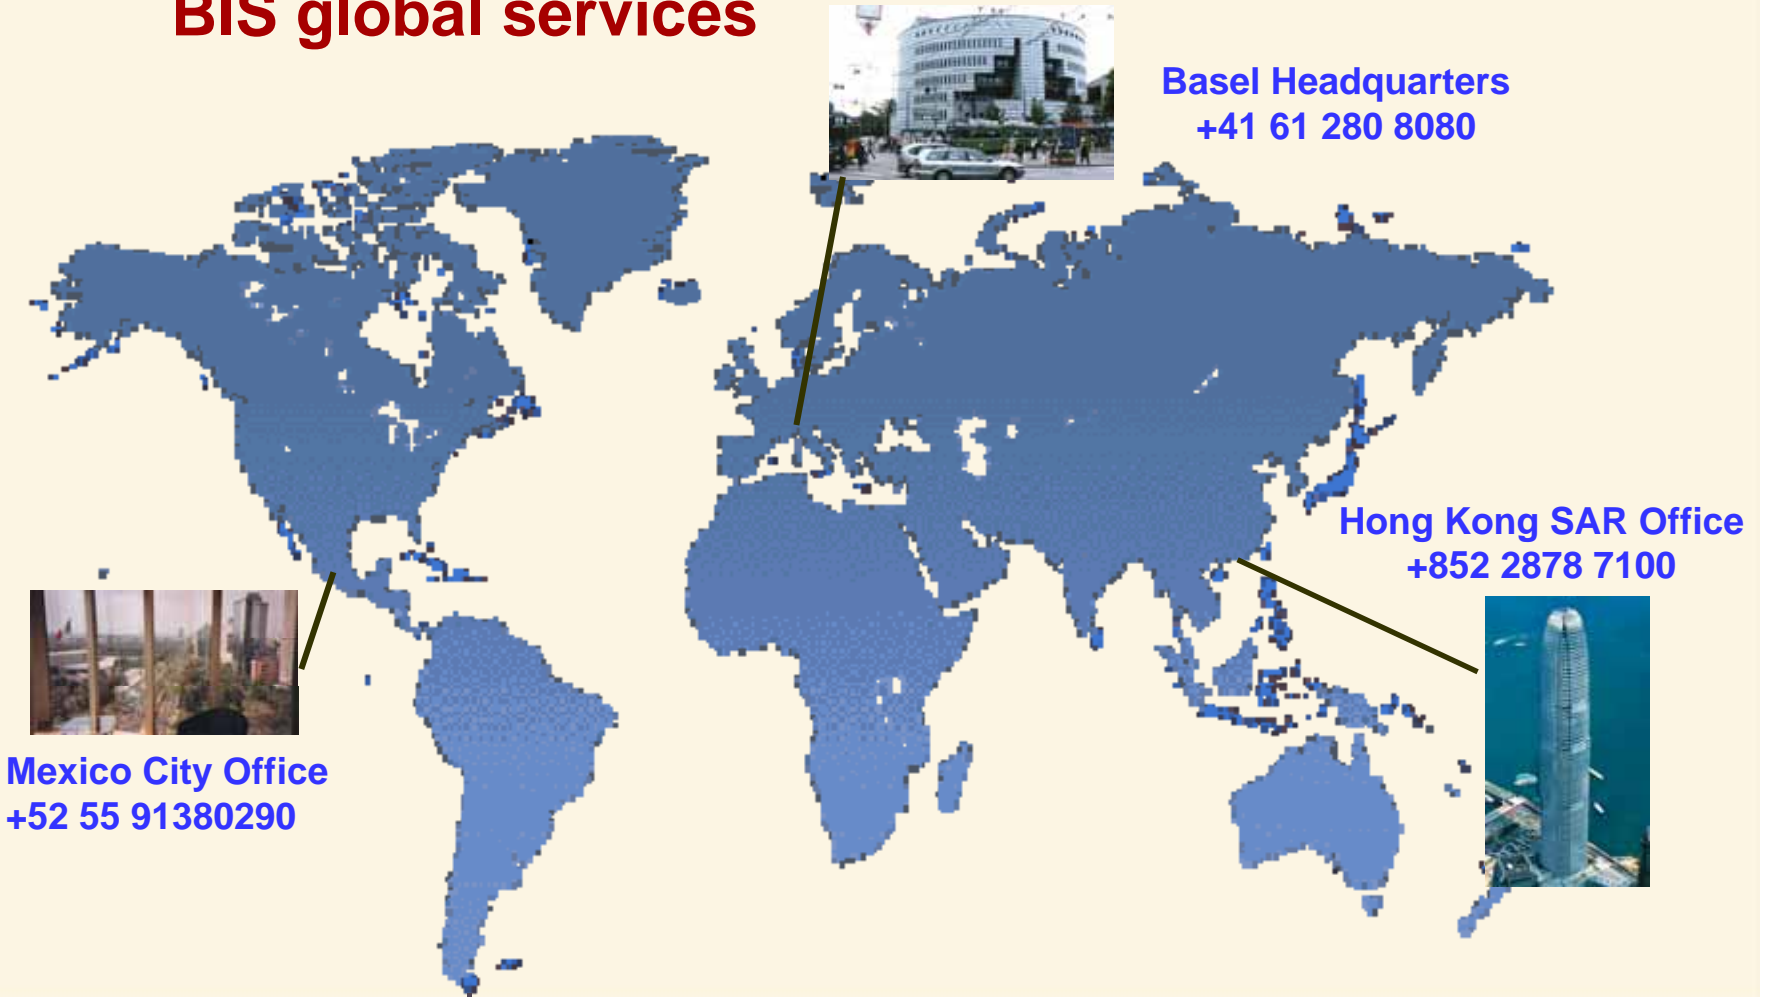 BIS global services
Basel Headquarters
+41 61 280 8080
Hong Kong SAR Office
+852 2878 7100
Mexico City Office
+52 55 91380290